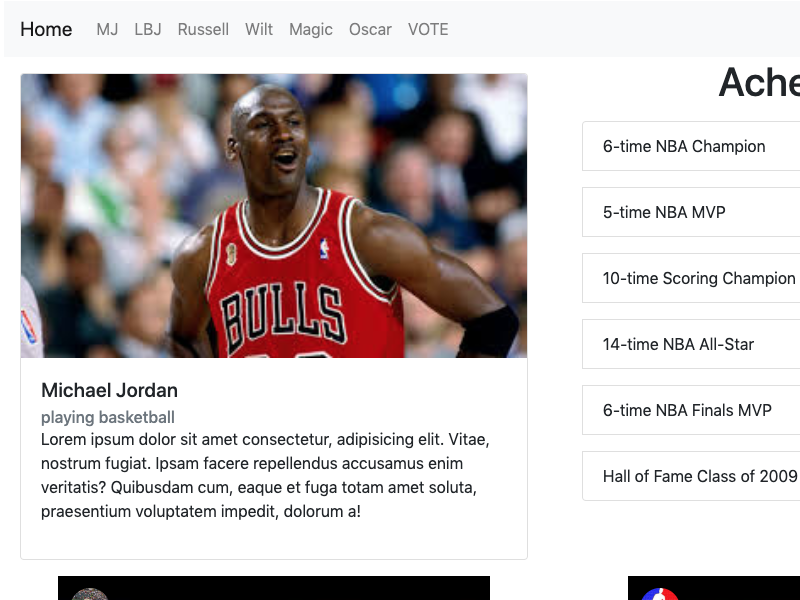 Home MJ LBJ Russell Wilt Magic Oscar VOTE
BULLS
Michael Jordan
playing basketball
Lorem ipsum dolor sit amet consectetur, adipisicing elit. Vitae,
nostrum fugiat. Ipsam facere repellendus accusamus enim
veritatis? Quibusdam cum, eaque et fuga totam amet soluta,
praesentium voluptatem impedit, dolorum a!
Ache
6-time NBA Champion
5-time NBA MVP
10-time Scoring Champion
14-time NBA All-Star
6-time NBA Finals MVP
Hall of Fame Class of 2009